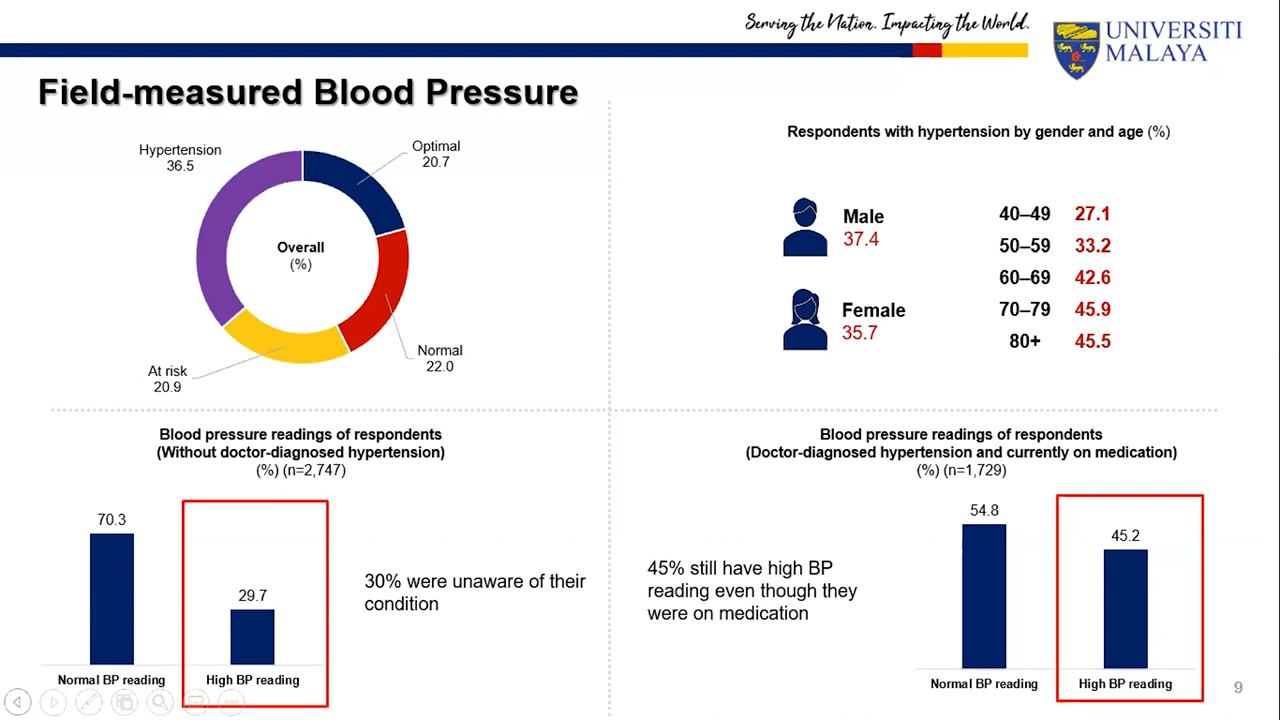 Serving the Nation. Impacting the World.
UNIVERSITI
MALAYA
Field-measured Blood Pressure
Hypertension
36.5
Optimal
20.7
Overall
(%)
Normal
22.0
At risk
20.9
Respondents with hypertension by gender and age (%)
Male
37.4
Female
35.7
40–49 27.1
50–59 33.2
60–69 42.6
70–79 45.9
80+ 45.5
Blood pressure readings of respondents
(Without doctor-diagnosed hypertension)
(%) (n=2,747)
70.3
29.7
Normal BP reading
High BP reading
30% were unaware of their
condition
Blood pressure readings of respondents
(Doctor-diagnosed hypertension and currently on medication)
(%) (n=1,729)
45% still have high BP
reading even though they
were on medication
54.8
45.2
Normal BP reading
High BP reading
9